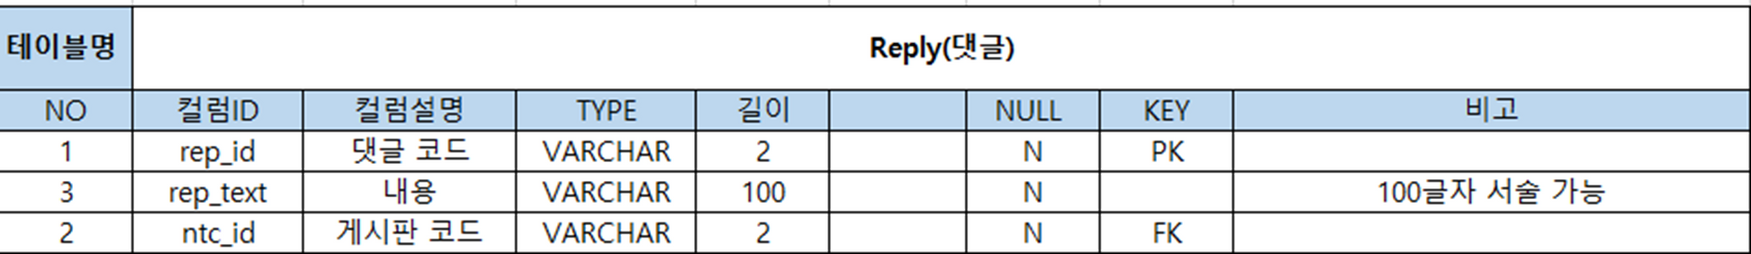 테이블명 Reply(댓글)
NO 컬럼ID 컬럼설명 TYPE 길이 NULL KEY 비고
1 rep_id 댓글 코드 VARCHAR 2 N PK
3 rep_text 내용 VARCHAR 100 N 100글자 서술 가능
2 ntc_id 게시판 코드 VARCHAR 2 N FK